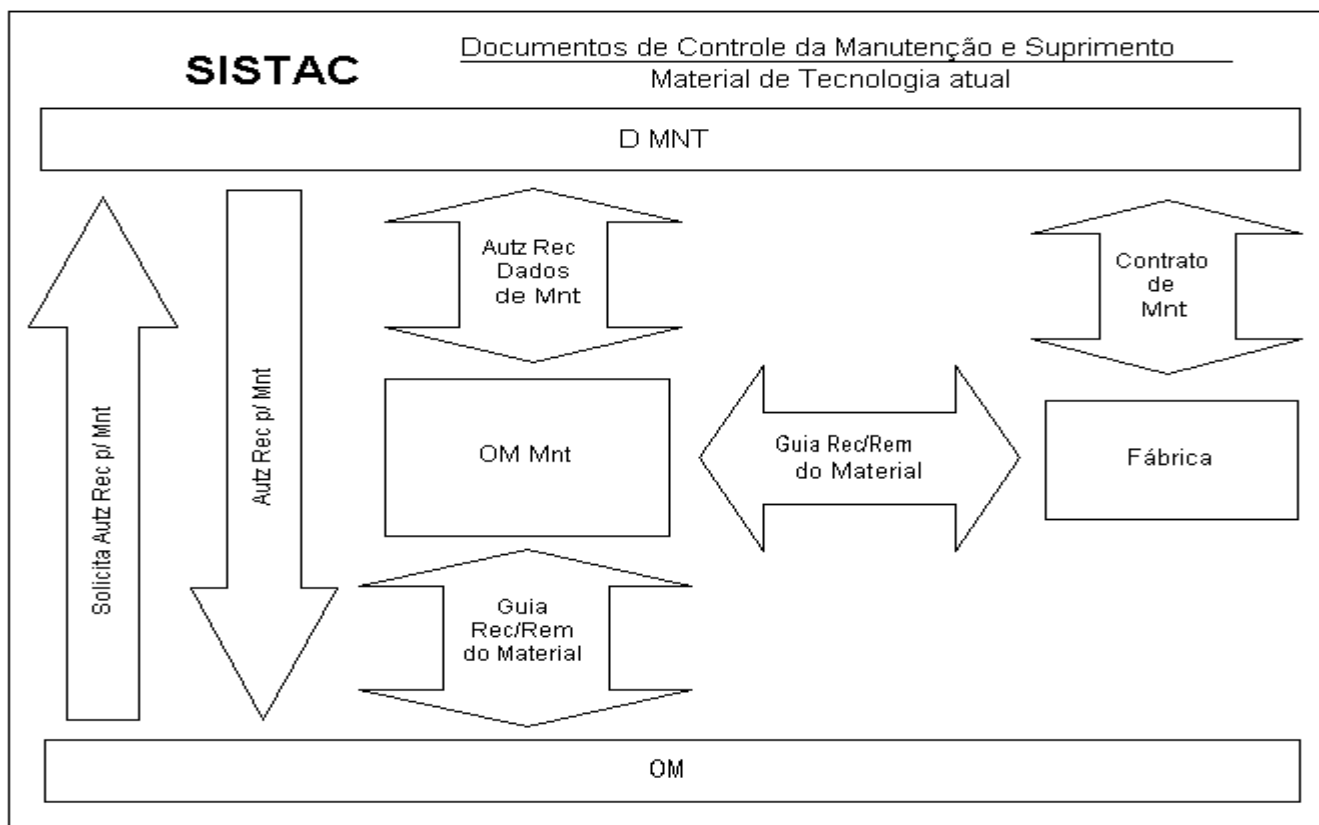 SISTAC
Documentos de Controle da Manutenção e Suprimento
Material de Tecnologia atual
D MNT
Solicita Autz Rec p/ Mnt
Autz Rec p/ Mnt
Autz Rec
Dados
de Mnt
Contrato
de
Mnt
OM Mnt
Guia Rec/Rem
do Material
Fábrica
Guia
Rec/Rem
do Material
OM